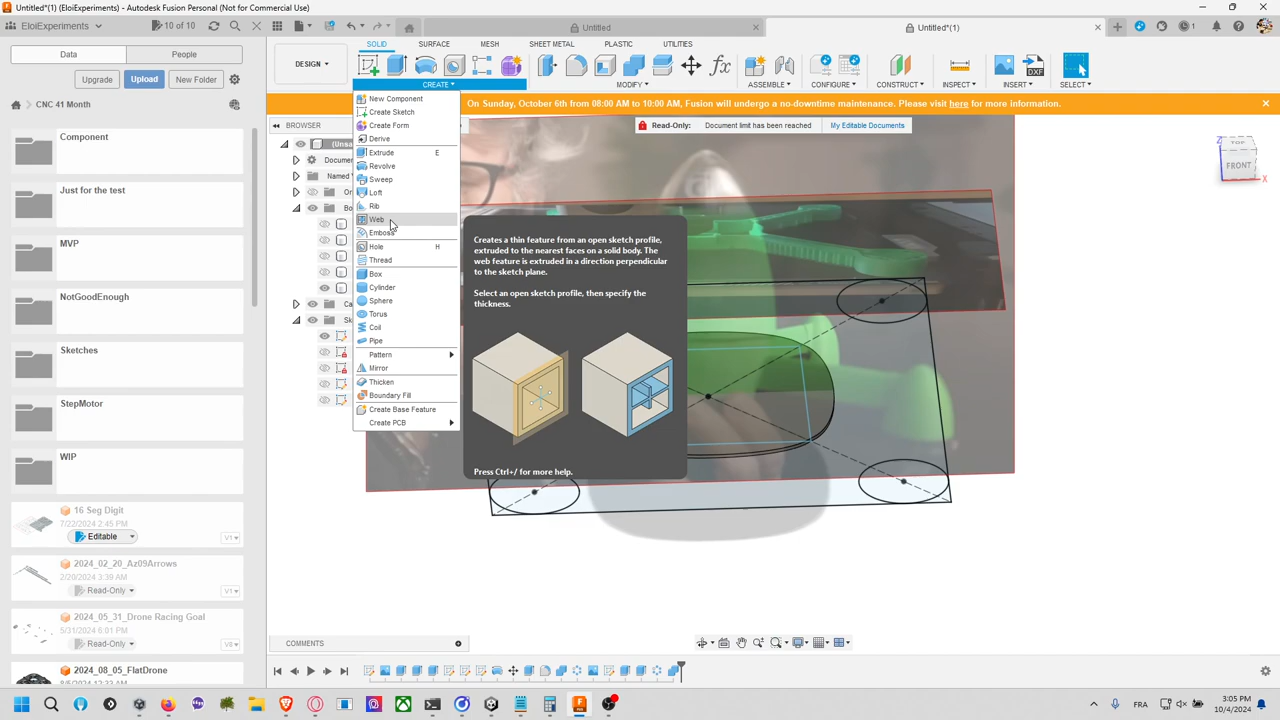 Untitled*(1) - Autodesk Fusion Personal (Not for Commercial Use)
EloiExperiments
10 of 10
Untitled
Untitled*(1)
1
Data
People
Upgrade
Upload
New Folder
CNC 41 Month
Component
Just for the test
MVP
NotGoodEnough
Sketches
StepMotor
WIP
16 Seg Digit
7/22/2024 2:45 PM
Editable
V1
2024_02_20_Az09Arrows
2/20/2024 3:39 AM
Read-Only
V1
2024_05_31_Drone Racing Goal
5/31/2024 6:01 PM
Read-Only
V8
2024_08_05_FlatDrone
DESIGN
SOLID
SURFACE
MESH
SHEET METAL
PLASTIC
UTILITIES
CREATE
MODIFY
ASSEMBLE
CONFIGURE
CONSTRUCT
INSPECT
INSERT
SELECT
On Sunday, October 6th from 08:00 AM to 10:00 AM, Fusion will undergo a no-downtime maintenance. Please visit here for more information.
BROWSER
Read-Only:
Document limit has been reached
My Editable Documents
New Component
Create Sketch
Create Form
Derive
Extrude E
Revolve
Sweep
Loft
Rib
Web
Emboss
Hole H
Thread
Box
Cylinder
Sphere
Torus
Coil
Pipe
Pattern
Mirror
Thicken
Boundary Fill
Create Base Feature
Create PCB
Creates a thin feature from an open sketch profile,
extruded to the nearest faces on a solid body. The
web feature is extruded in a direction perpendicular
to the sketch plane.
Select an open sketch profile, then specify the
thickness.
Press Ctrl+/ for more help.
Z
TOP
FRONT
X
COMMENTS
FRA
1:05 PM
10/4/2024